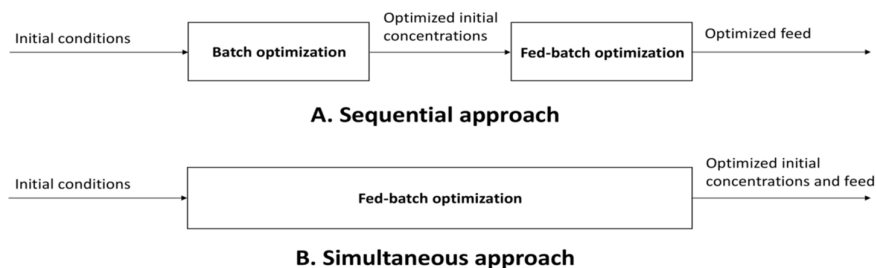 Initial conditions
Batch optimization
Optimized initial
concentrations
Fed-batch optimization
Optimized feed
A. Sequential approach
Initial conditions
Fed-batch optimization
Optimized initial
concentrations and feed
B. Simultaneous approach